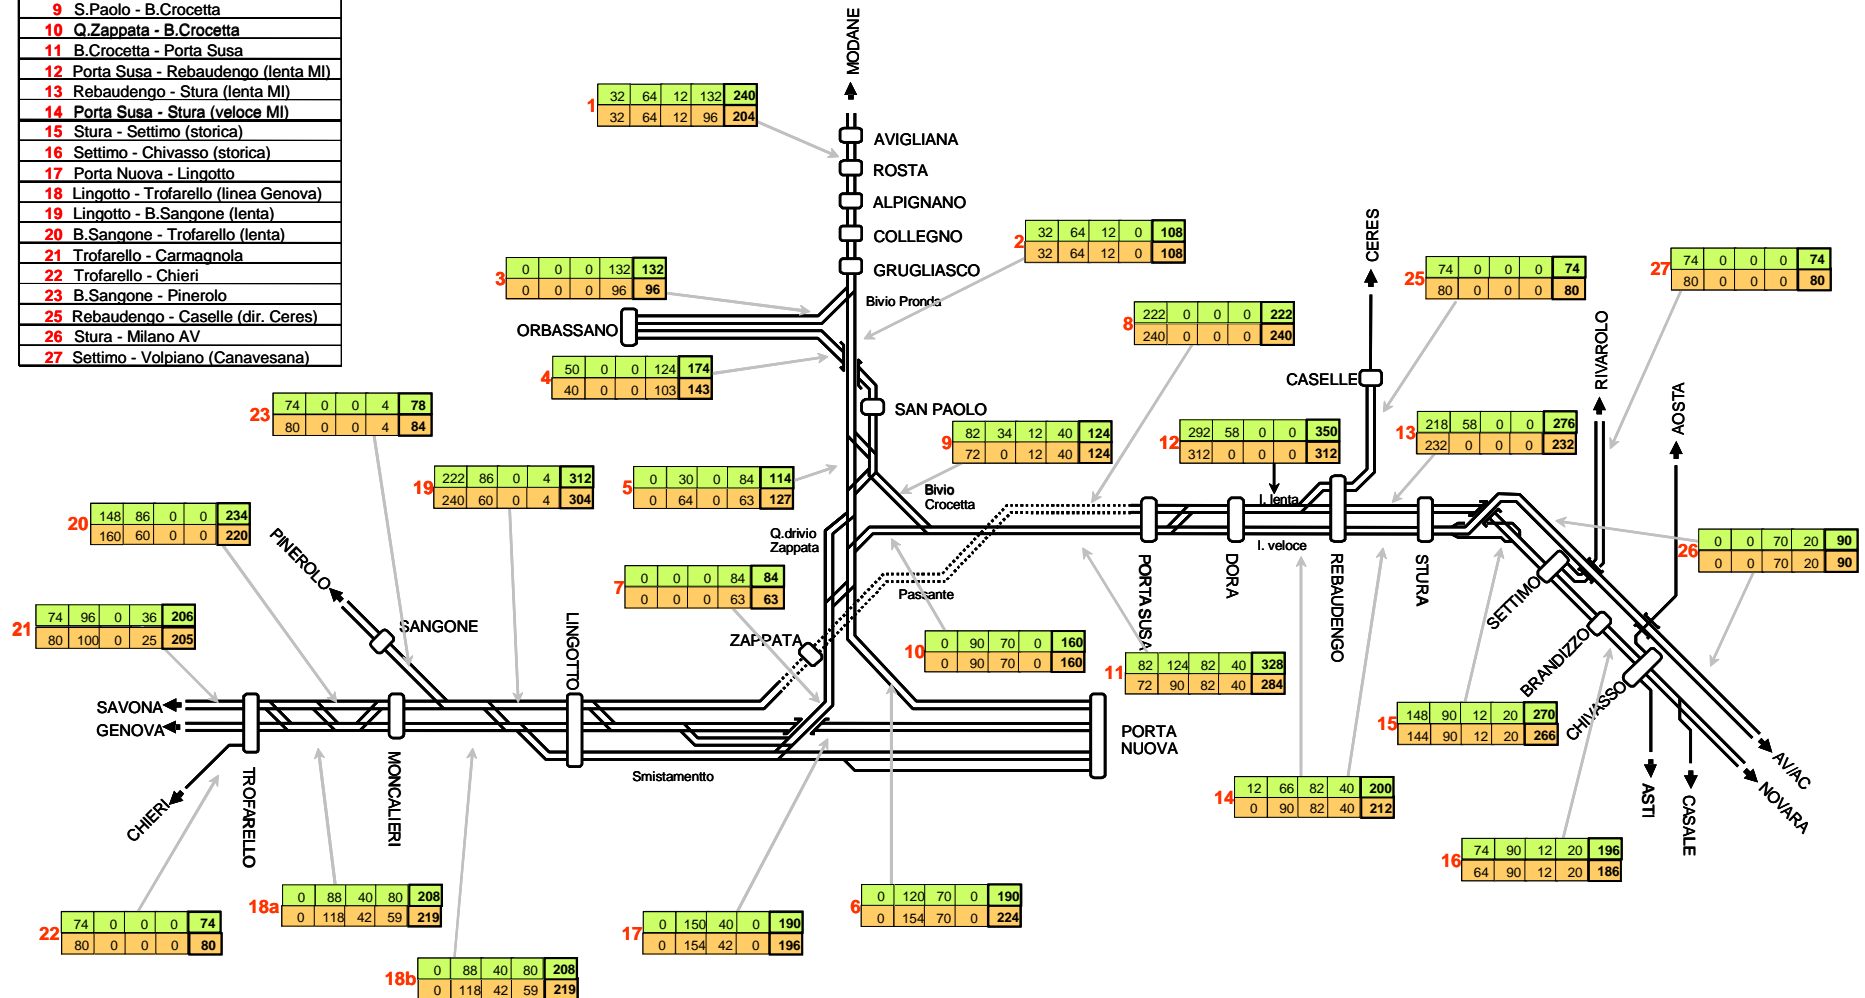 9 S.Paolo - B.Crocetta
10 Q.Zappata - B.Crocetta
11 B.Crocetta - Porta Susa
12 Porta Susa - Rebaudengo (lenta MI)
13 Rebaudengo - Stura (lenta MI)
14 Porta Susa - Stura (veloce MI)
15 Stura - Settimo (storica)
16 Settimo - Chivasso (storica)
17 Porta Nuova - Lingotto
18 Lingotto - Trofarello (linea Genova)
19 Lingotto - B.Sangone (lenta)
20 B.Sangone - Trofarello (lenta)
21 Trofarello - Carmagnola
22 Trofarello - Chieri
23 B.Sangone - Pinerolo
25 Rebaudengo - Caselle (dir. Ceres)
26 Stura - Milano AV
27 Settimo - Volpiano (Canavesana)
MODANE
1
32 64 12 132 240
32 64 12 96 204
AVIGLIANA
ROSTA
ALPIGNANO
COLLEGNO
GRUGLIASCO
Bivio Pronda
2
32 64 12 0 108
32 64 12 0 108
3
0 0 0 132 132
0 0 0 96 96
ORBASSANO
4
50 0 0 124 174
40 0 0 103 143
SAN PAOLO
CERES
25
74 0 0 0 74
80 0 0 0 80
27
74 0 0 0 74
80 0 0 0 80
8
222 0 0 0 222
240 0 0 0 240
CASELLE
RIVAROLO
AOSTA
23
74 0 0 4 78
80 0 0 4 84
9
82 34 12 40 124
72 0 12 40 124
12
292 58 0 0 350
312 0 0 0 312
13
218 58 0 0 276
232 0 0 0 232
19
222 86 0 4 312
240 60 0 4 304
5
0 30 0 84 114
0 64 0 63 127
Bivio
Crocetta
l. lenta
l. veloce
20
148 86 0 0 234
160 60 0 0 220
PINEROLO
Q.drivio
Zappata
PORTA SUSA
DORA
REBAUDENGO
STURA
SETTIMO
26
0 0 70 20 90
0 0 70 20 90
7
0 0 0 84 84
0 0 0 63 63
Passante
21
74 96 0 36 206
80 100 0 25 205
SANGONE
LINGOTTO
ZAPPATA
10
0 90 70 0 160
0 90 70 0 160
11
82 124 82 40 328
72 90 82 40 284
BRANDIZZO
CHIVASSO
SAVONA
GENOVA
PORTA
NUOVA
15
148 90 12 20 270
144 90 12 20 266
Smistamentto
CHIERI
TROFARELLO
MONCALIERI
14
12 66 82 40 200
0 90 82 40 212
ASTI
CASALE
AV/AC
NOVARA
16
74 90 12 20 196
64 90 12 20 186
22
74 0 0 0 74
80 0 0 0 80
18a
0 88 40 80 208
0 118 42 59 219
17
0 150 40 0 190
0 154 42 0 196
6
0 120 70 0 190
0 154 70 0 224
18b
0 88 40 80 208
0 118 42 59 219